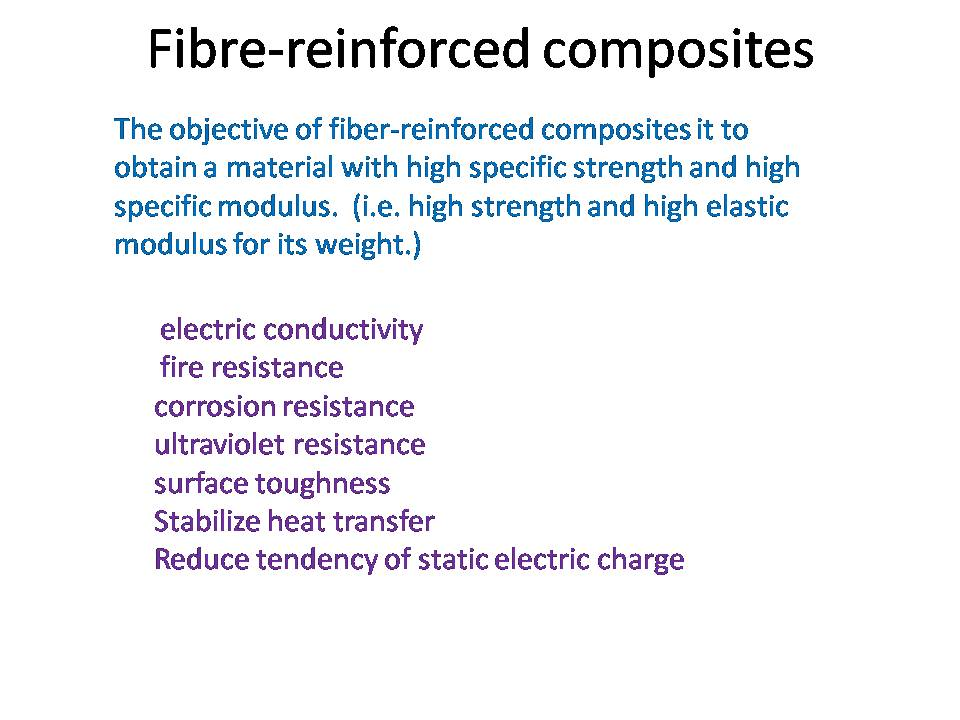 Fibre-reinforced composites
The objective of fiber-reinforced composites it to
obtain a material with high specific strength and high
specific modulus. (i.e. high strength and high elastic
modulus for its weight.)
electric conductivity
fire resistance
corrosion resistance
ultraviolet resistance
surface toughness
Stabilize heat transfer
Reduce tendency of static electric charge